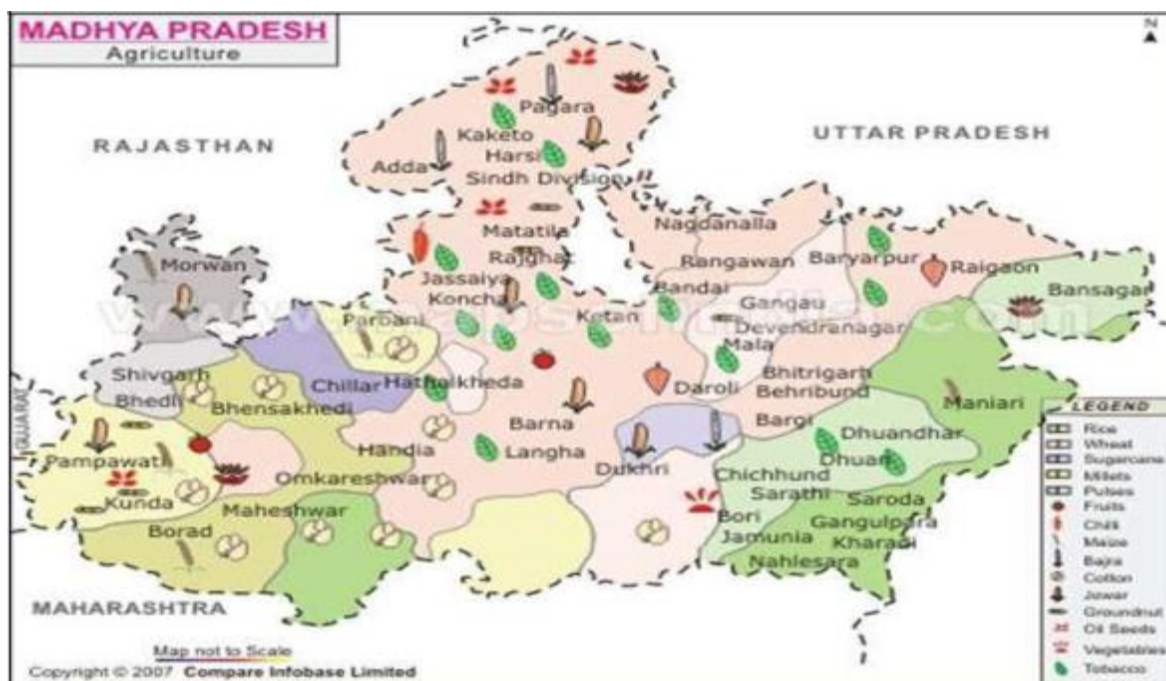 MADHYA PRADESH
Agriculture
N
RAJASTHAN
UTTAR PRADESH
GUJARAT
MAHARASHTRA
Pagara
Kaketo
Harsi
Adda
Sindh Division
Matatila
Rajghat
Jassaiya
Koncha
Nagdanalla
Rangawan
Baryarpur
Raigaon
Bandai
Gangau
Bansagar
Ketan
Devendranagar
Mala
Morwan
Parbani
Shivgarh
Chillar
Hathaikheda
Bhedli
Bhensakhedi
Daroli
Bhitrigarh
Behribund
Maniari
Barna
Bargi
Dhuandhar
Pampawati
Handia
Langha
Dukhri
Dhuan
Omkareshwar
Chichhund
Kunda
Sarathi
Saroda
Maheshwar
Bori
Gangulpara
Borad
Jamunia
Kharadi
Nahlesara
LEGEND
Rice
Wheat
Sugarcane
Millets
Pulses
Fruits
Chilli
Maize
Bajra
Cotton
Jowar
Groundnut
Oil Seeds
Vegetables
Tobacco
Map not to Scale
Copyright © 2007 Compare Infobase Limited